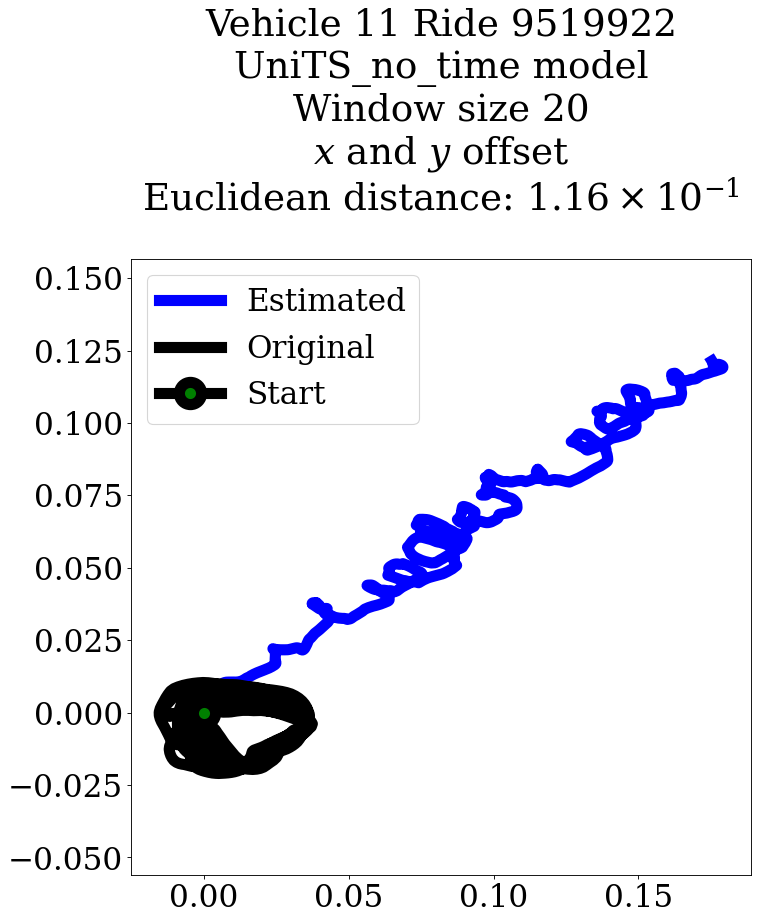 Vehicle 11 Ride 9519922
UniTS_no_time model
Window size 20
x and y offset
Euclidean distance: 1.16 × 10⁻¹
Estimated
Original
Start
0.150
0.125
0.100
0.075
0.050
0.025
0.000
−0.025
−0.050
0.00 0.05 0.10 0.15